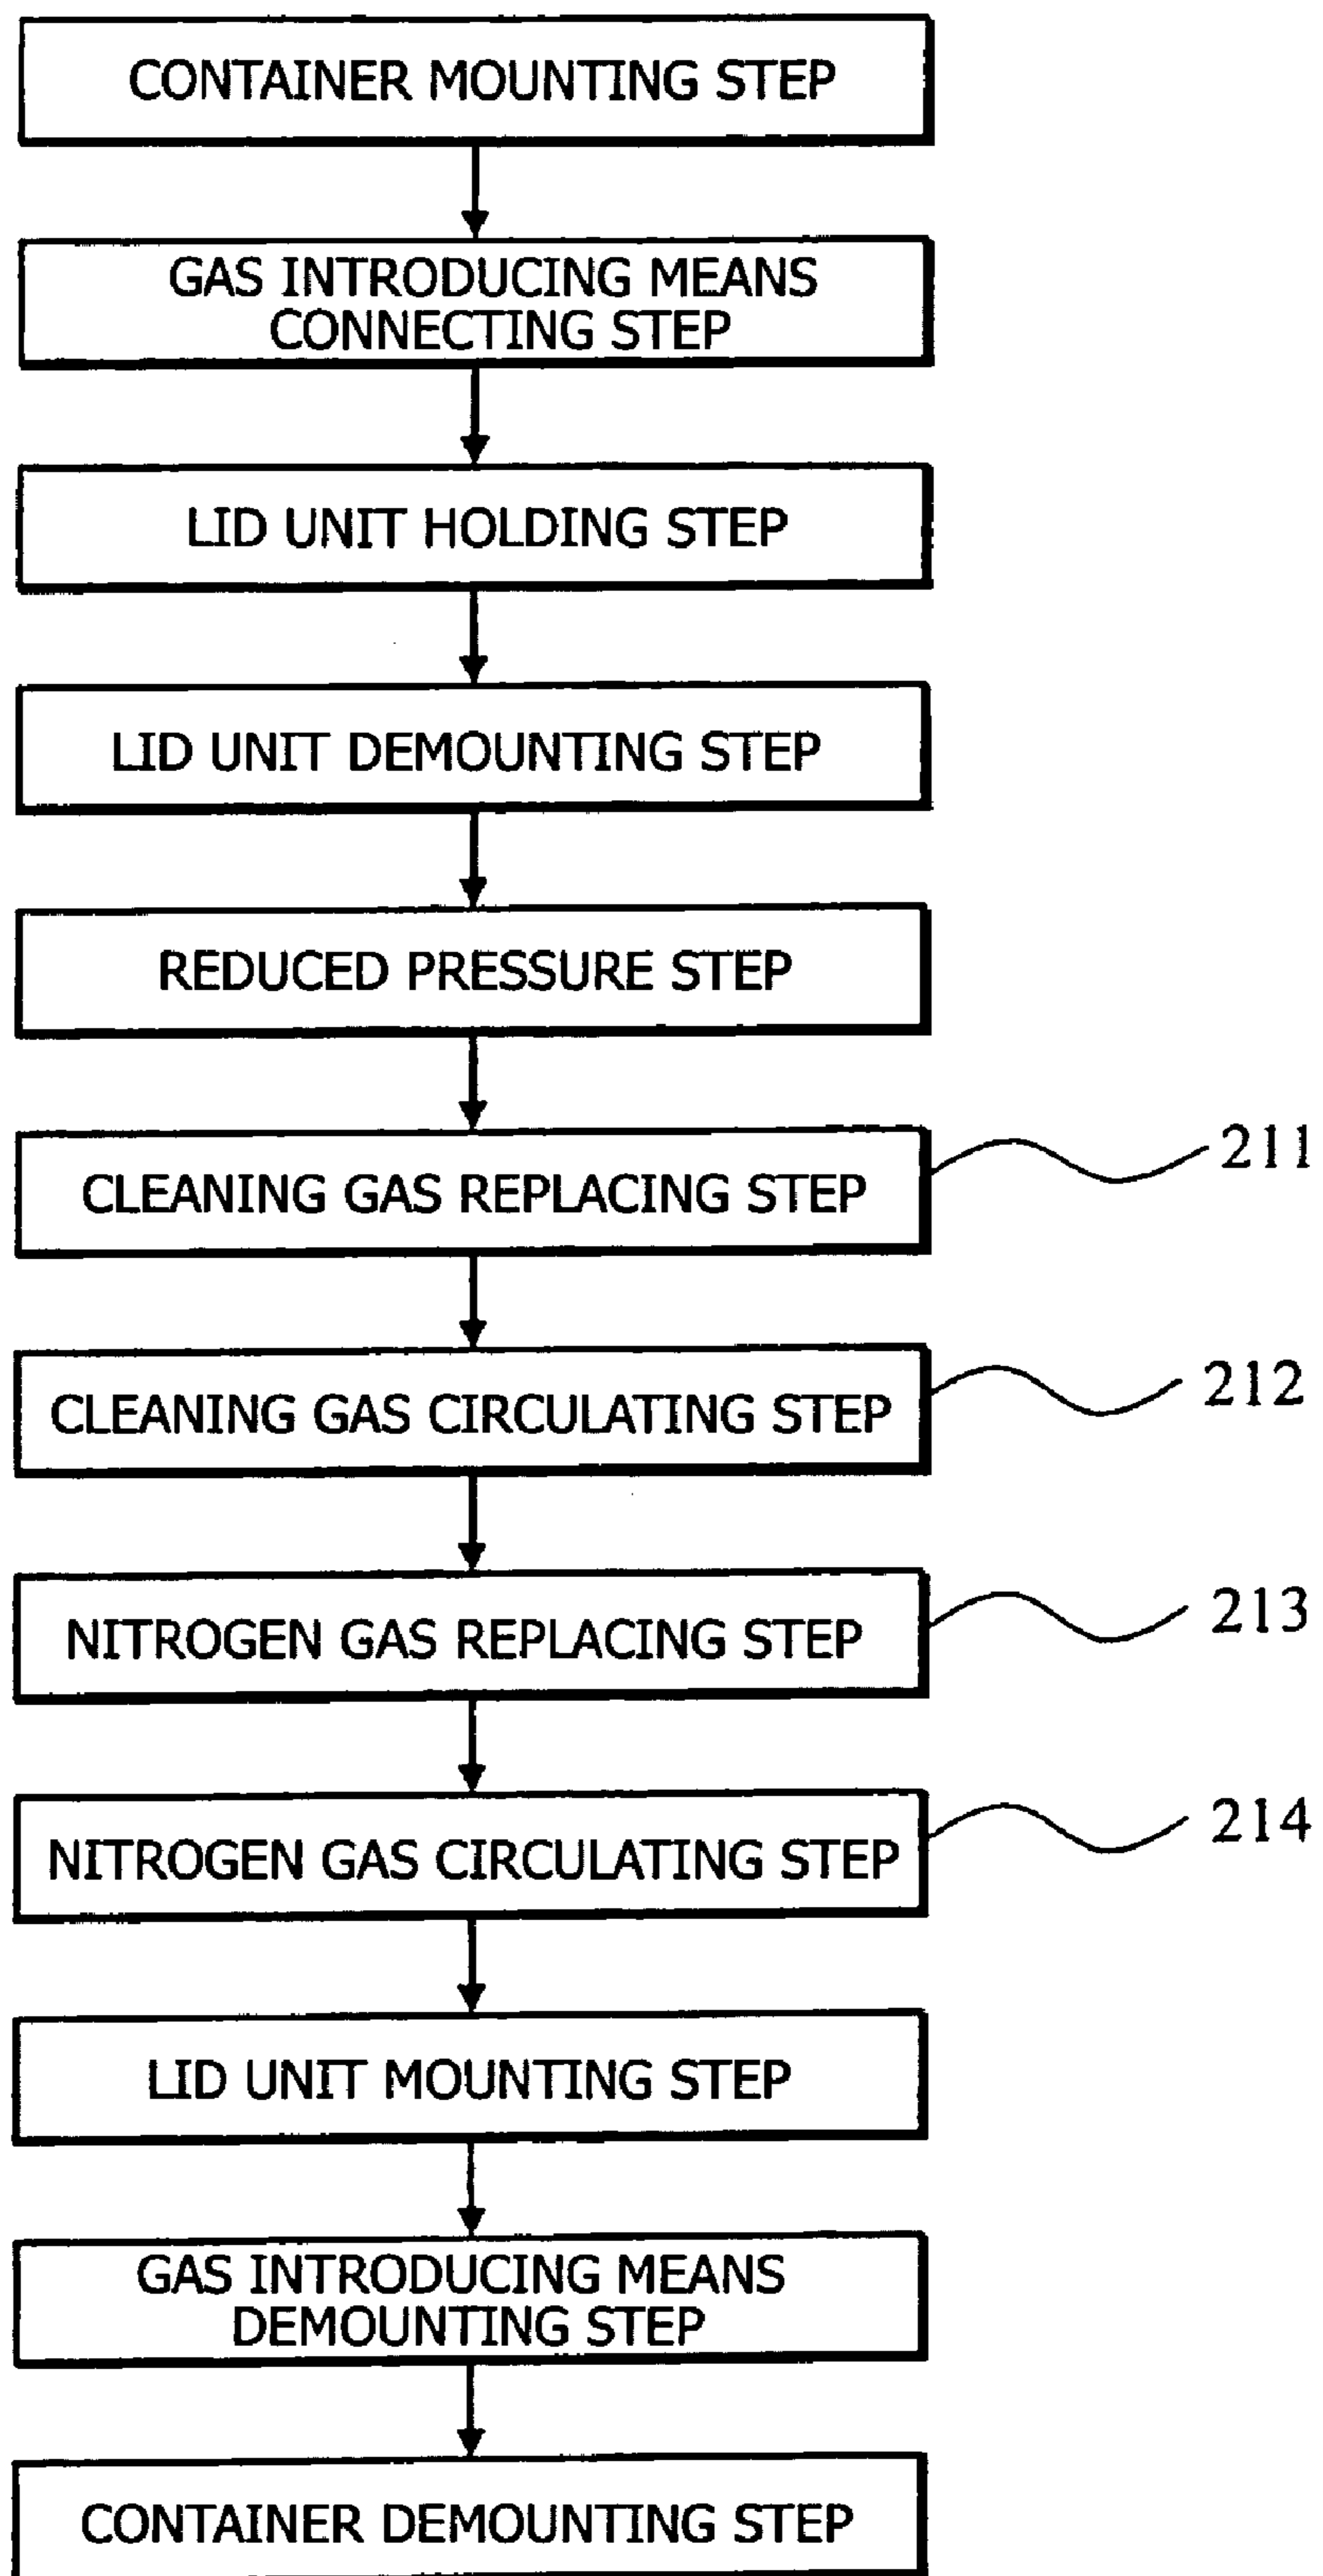 CONTAINER MOUNTING STEP
GAS INTRODUCING MEANS
CONNECTING STEP
LID UNIT HOLDING STEP
LID UNIT DEMOUNTING STEP
REDUCED PRESSURE STEP
CLEANING GAS REPLACING STEP
211
CLEANING GAS CIRCULATING STEP
212
NITROGEN GAS REPLACING STEP
213
NITROGEN GAS CIRCULATING STEP
214
LID UNIT MOUNTING STEP
GAS INTRODUCING MEANS
DEMOUNTING STEP
CONTAINER DEMOUNTING STEP